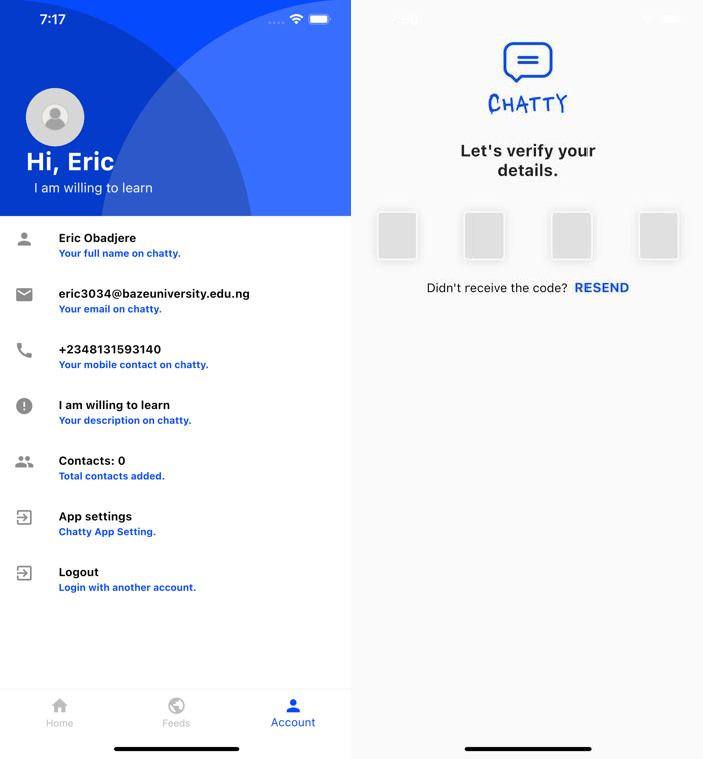 7:17
Hi, Eric
I am willing to learn
Eric Obadjere
Your full name on chatty.
eric3034@bazeuniversity.edu.ng
Your email on chatty.
+2348131593140
Your mobile contact on chatty.
I am willing to learn
Your description on chatty.
Contacts: 0
Total contacts added.
App settings
Chatty App Setting.
Logout
Login with another account.
Home
Feeds
Account
7:50
CHATTY
Let's verify your
details.
Didn't receive the code? RESEND